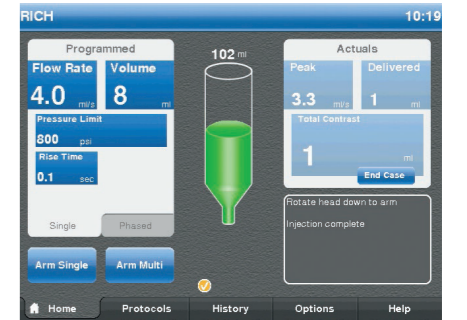 RICH 10:19
Programmed
Flow Rate Volume
4.0 ml/s 8 ml
Pressure Limit
800 psi
Rise Time
0.1 sec
Single Phased
Arm Single Arm Multi
102 ml
Actuals
Peak Delivered
3.3 ml/s 1 ml
Total Contrast
1 ml
End Case
Rotate head down to arm
Injection complete
Home Protocols History Options Help